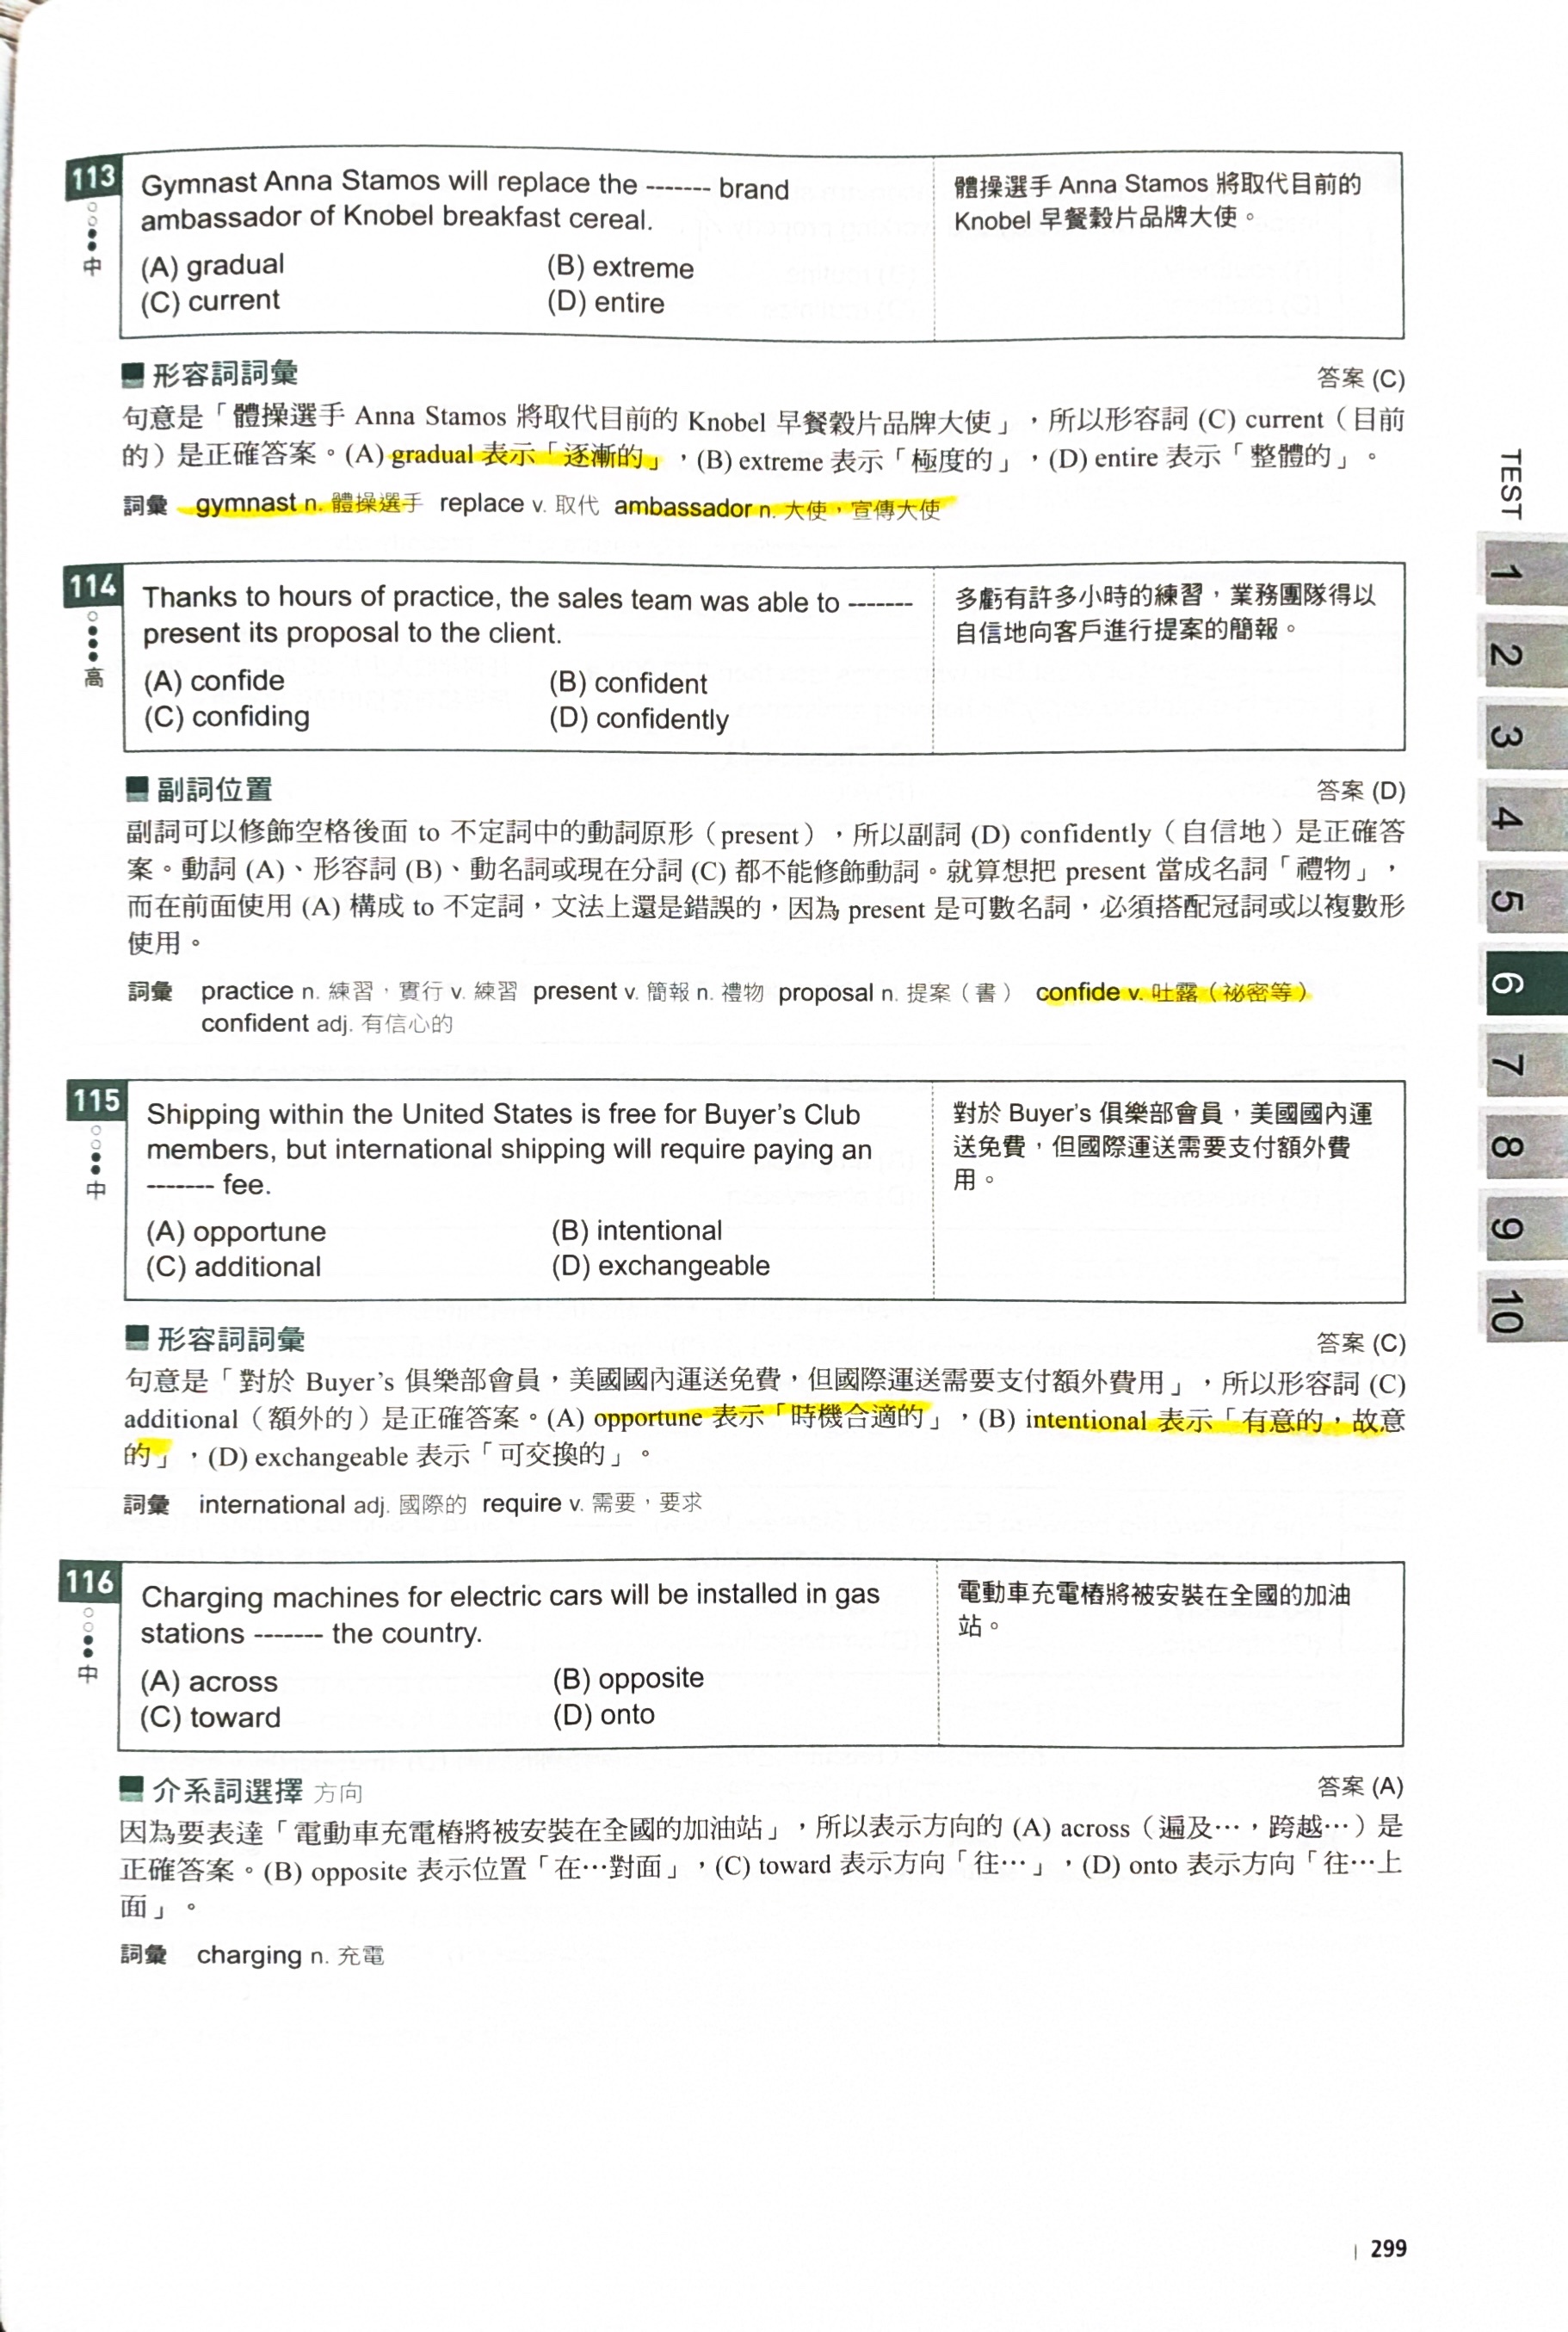 113
Gymnast Anna Stamos will replace the ------- brand
ambassador of Knobel breakfast cereal.
(A) gradual (B) extreme
(C) current (D) entire
中
體操選手 Anna Stamos 將取代目前的
Knobel 早餐穀片品牌大使。
形容詞詞彙 答案 (C)
句意是「體操選手 Anna Stamos 將取代目前的 Knobel 早餐穀片品牌大使」,所以形容詞 (C) current(目前
的)是正確答案。(A) gradual 表示「逐漸的」,(B) extreme 表示「極度的」,(D) entire 表示「整體的」。
詞彙 gymnast n. 體操選手 replace v. 取代 ambassador n. 大使,宣傳大使
114
Thanks to hours of practice, the sales team was able to -------
present its proposal to the client.
(A) confide (B) confident
(C) confiding (D) confidently
高
多虧有許多小時的練習,業務團隊得以
自信地向客戶進行提案的簡報。
副詞位置 答案 (D)
副詞可以修飾空格後面 to 不定詞中的動詞原形(present),所以副詞 (D) confidently(自信地)是正確答
案。動詞 (A)、形容詞 (B)、動名詞或現在分詞 (C) 都不能修飾動詞。就算想把 present 當成名詞「禮物」,
而在前面使用 (A) 構成 to 不定詞,文法上還是錯誤的,因為 present 是可數名詞,必須搭配冠詞或以複數形
使用。
詞彙 practice n. 練習,實行 v. 練習 present v. 簡報 n. 禮物 proposal n. 提案(書) confide v. 吐露(祕密等)
confident adj. 有信心的
115
Shipping within the United States is free for Buyer's Club
members, but international shipping will require paying an
------- fee.
(A) opportune (B) intentional
(C) additional (D) exchangeable
中
對於 Buyer's 俱樂部會員,美國國內運
送免費,但國際運送需要支付額外費
用。
形容詞詞彙 答案 (C)
句意是「對於 Buyer's 俱樂部會員,美國國內運送免費,但國際運送需要支付額外費用」,所以形容詞 (C)
additional(額外的)是正確答案。(A) opportune 表示「時機合適的」,(B) intentional 表示「有意的,故意
的」,(D) exchangeable 表示「可交換的」。
詞彙 international adj. 國際的 require v. 需要,要求
116
Charging machines for electric cars will be installed in gas
stations ------- the country.
(A) across (B) opposite
(C) toward (D) onto
中
電動車充電樁將被安裝在全國的加油
站。
介系詞選擇 方向 答案 (A)
因為要表達「電動車充電樁將被安裝在全國的加油站」,所以表示方向的 (A) across(遍及…,跨越…)是
正確答案。(B) opposite 表示位置「在…對面」,(C) toward 表示方向「往…」,(D) onto 表示方向「往…上
面」。
詞彙 charging n. 充電
TEST
1
2
3
4
5
6
7
8
9
10
299